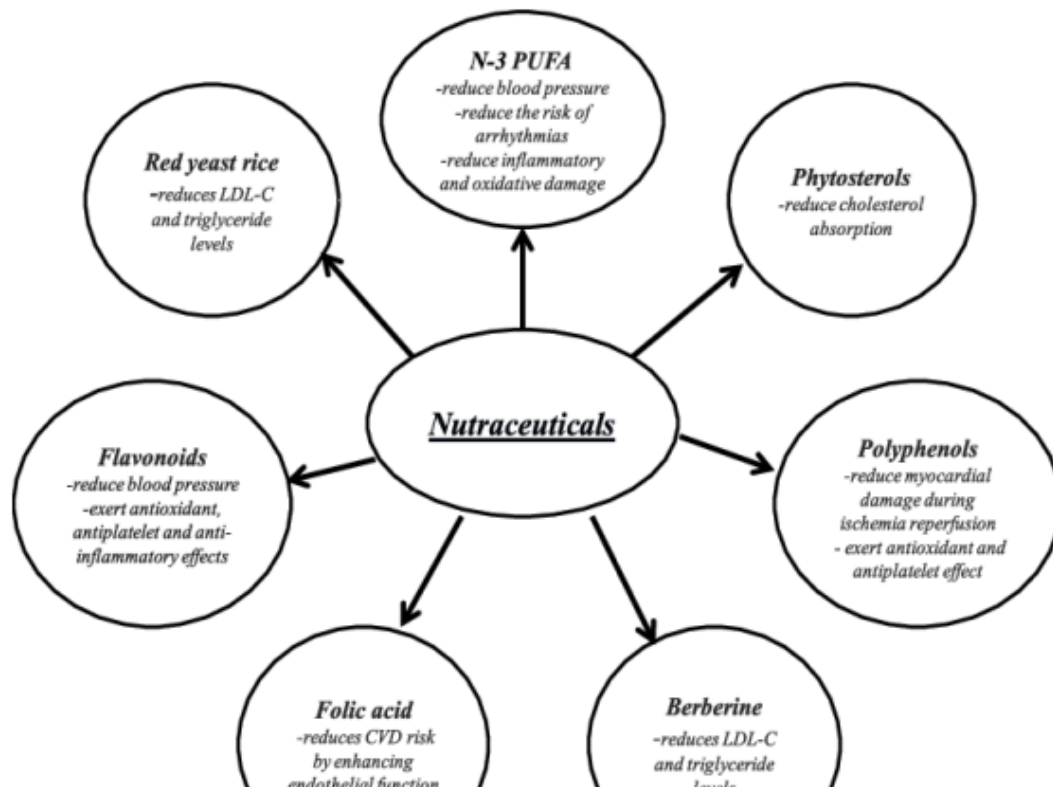 N-3 PUFA
-reduce blood pressure
-reduce the risk of
arrhythmias
-reduce inflammatory
and oxidative damage
Red yeast rice
-reduces LDL-C
and triglyceride
levels
Phytosterols
-reduce cholesterol
absorption
Nutraceuticals
Flavonoids
-reduce blood pressure
-exert antioxidant,
antiplatelet and anti-
inflammatory effects
Polyphenols
-reduce myocardial
damage during
ischemia reperfusion
- exert antioxidant and
antiplatelet effect
Folic acid
-reduces CVD risk
by enhancing
endothelial function
Berberine
-reduces LDL-C
and triglyceride
levels